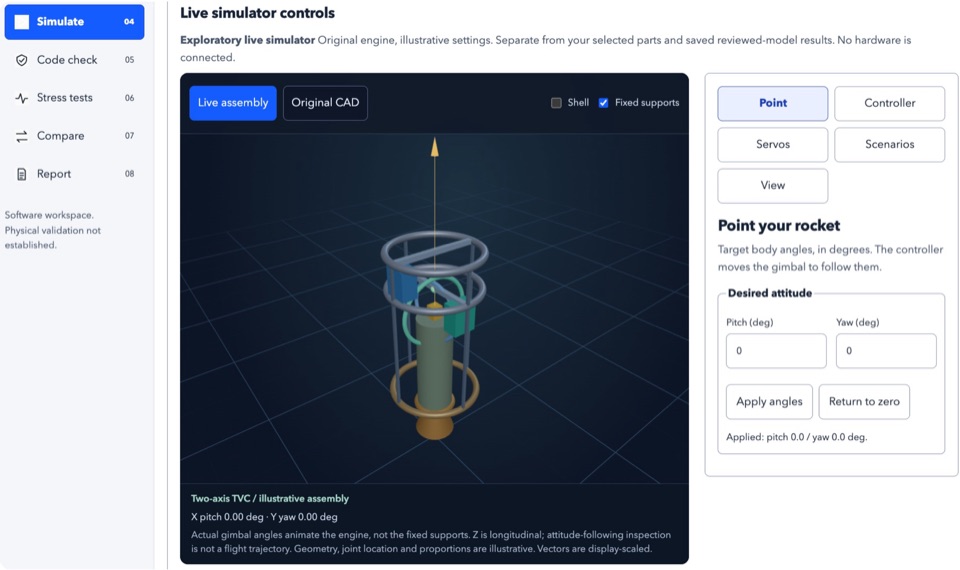 Simulate 04
Code check 05
Stress tests 06
Compare 07
Report 08
Software workspace.
Physical validation not
established.
Live simulator controls
Exploratory live simulator Original engine, illustrative settings. Separate from your selected parts and saved reviewed-model results. No hardware is
connected.
Live assembly
Original CAD
Shell
Fixed supports
Two-axis TVC / illustrative assembly
X pitch 0.00 deg · Y yaw 0.00 deg
Actual gimbal angles animate the engine, not the fixed supports. Z is longitudinal; attitude-following inspection
is not a flight trajectory. Geometry, joint location and proportions are illustrative. Vectors are display-scaled.
Point
Controller
Servos
Scenarios
View
Point your rocket
Target body angles, in degrees. The controller
moves the gimbal to follow them.
Desired attitude
Pitch (deg)
Yaw (deg)
0
0
Apply angles
Return to zero
Applied: pitch 0.0 / yaw 0.0 deg.